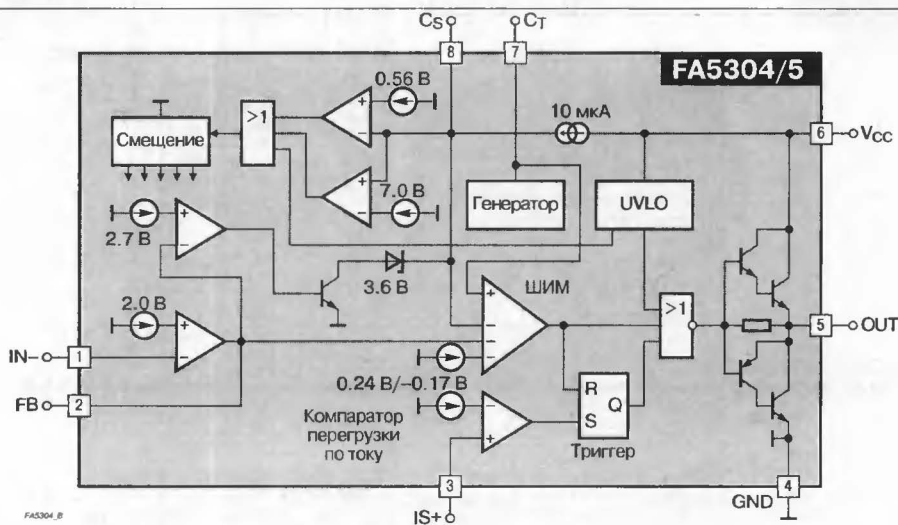 CS CT
8 7
FA5304/5
0.56 В
10 мкА
>1
6 VCC
Смещение
7.0 В
Генератор
UVLO
2.7 В
3.6 В
ШИМ
>1
2.0 В
5 OUT
IN– 1
0.24 В/–0.17 В
R
S Q
FB 2
Компаратор
перегрузки
по току
Триггер
3
4
GND
IS+
FA5304_B
+
–
+
–
+
–
+
–
+
–
–
–
+